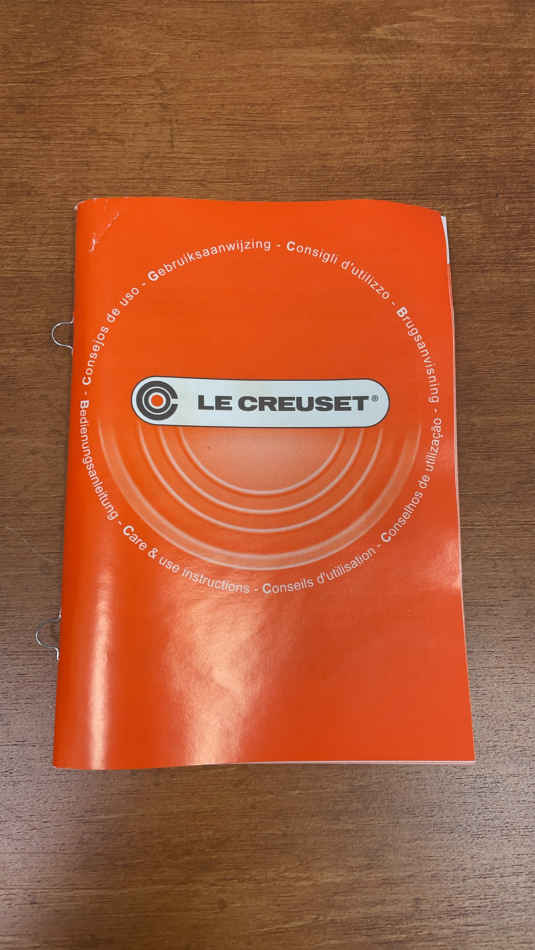 LE CREUSET®
Bedienungsanleitung - Consejos de uso - Gebruiksaanwijzing - Consigli d'utilizzo - Brugsanvisning - Conselhos de utilização - Conseils d'utilisation - Care & use instructions -